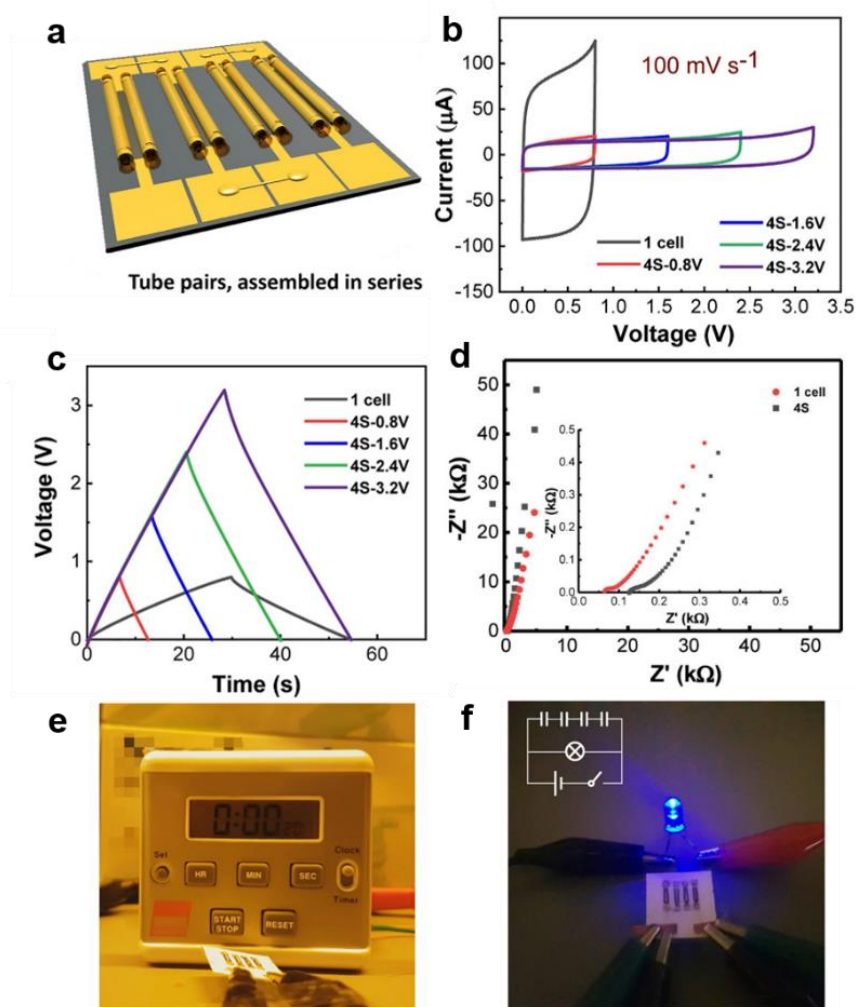 a
Tube pairs, assembled in series
b
100 mV s⁻¹
Current (μA)
100
50
0
-50
-100
-150
1 cell
4S-0.8V
4S-1.6V
4S-2.4V
4S-3.2V
0.0 0.5 1.0 1.5 2.0 2.5 3.0 3.5
Voltage (V)
c
Voltage (V)
3
2
1
0
1 cell
4S-0.8V
4S-1.6V
4S-2.4V
4S-3.2V
0 20 40 60
Time (s)
d
-Z'' (kΩ)
50
40
30
20
10
0
1 cell
4S
-Z'' (kΩ)
0.5
0.4
0.3
0.2
0.1
0.0
0.0 0.1 0.2 0.3 0.4 0.5
Z' (kΩ)
0 10 20 30 40 50
Z' (kΩ)
e
0:00
Set
Clock
HR
MIN
SEC
Timer
START
STOP
RESET
f